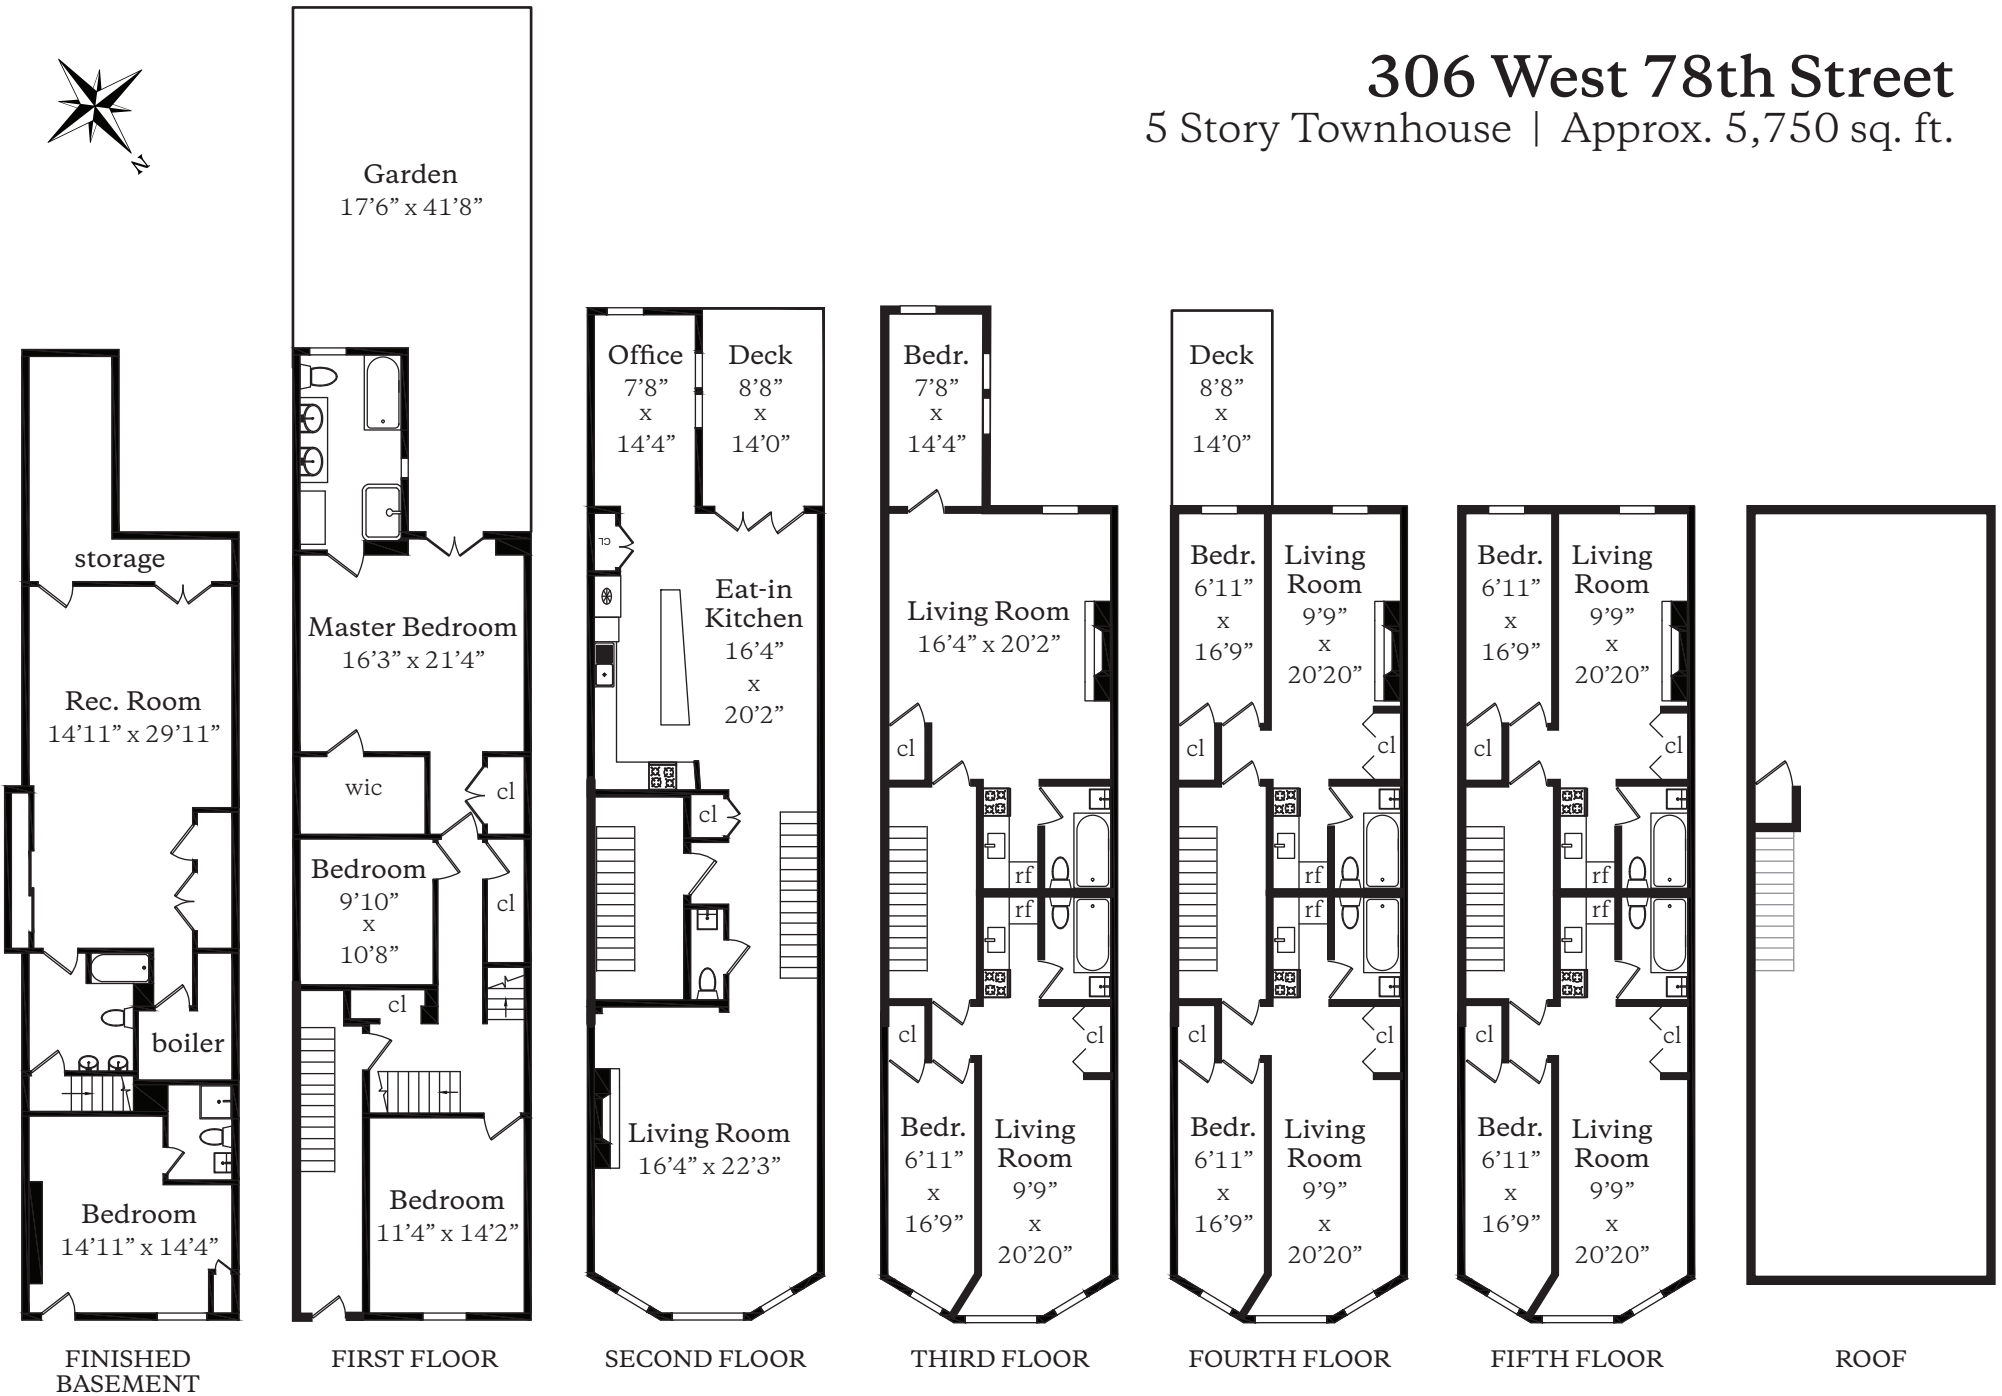 306 West 78th Street
5 Story Townhouse | Approx. 5,750 sq. ft.
N
storage
Rec. Room
14’11” x 29’11”
boiler
Bedroom
14’11” x 14’4”
FINISHED
BASEMENT
Garden
17’6” x 41’8”
Master Bedroom
16’3” x 21’4”
wic
cl
Bedroom
9’10”
x
10’8”
cl
cl
Bedroom
11’4” x 14’2”
FIRST FLOOR
Office
7’8”
x
14’4”
Deck
8’8”
x
14’0”
CL
Eat-in
Kitchen
16’4”
x
20’2”
cl
Living Room
16’4” x 22’3”
SECOND FLOOR
Bedr.
7’8”
x
14’4”
Living Room
16’4” x 20’2”
cl
rf
rf
cl
cl
Bedr.
6’11”
x
16’9”
Living
Room
9’9”
x
20’20”
THIRD FLOOR
Deck
8’8”
x
14’0”
Bedr.
6’11”
x
16’9”
Living
Room
9’9”
x
20’20”
cl
cl
rf
rf
cl
cl
Bedr.
6’11”
x
16’9”
Living
Room
9’9”
x
20’20”
FOURTH FLOOR
Bedr.
6’11”
x
16’9”
Living
Room
9’9”
x
20’20”
cl
cl
rf
rf
cl
cl
Bedr.
6’11”
x
16’9”
Living
Room
9’9”
x
20’20”
FIFTH FLOOR
ROOF